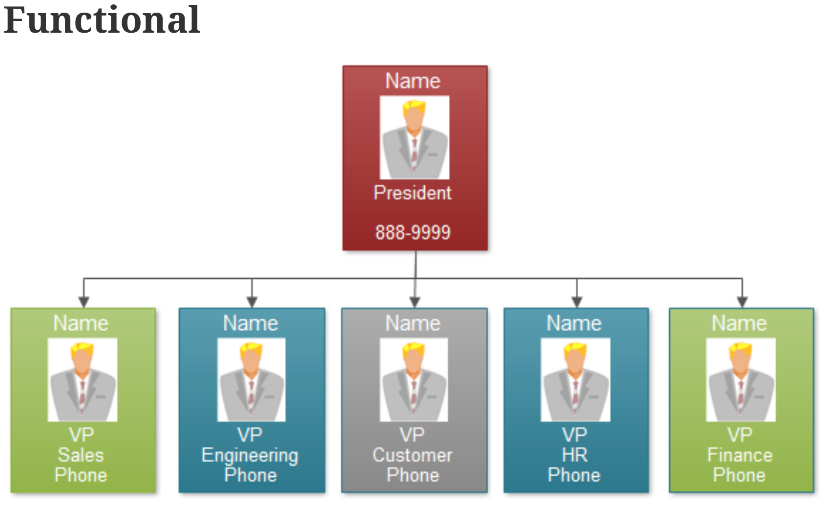 Functional
Name
President
888-9999
Name
VP
Sales
Phone
Name
VP
Engineering
Phone
Name
VP
Customer
Phone
Name
VP
HR
Phone
Name
VP
Finance
Phone